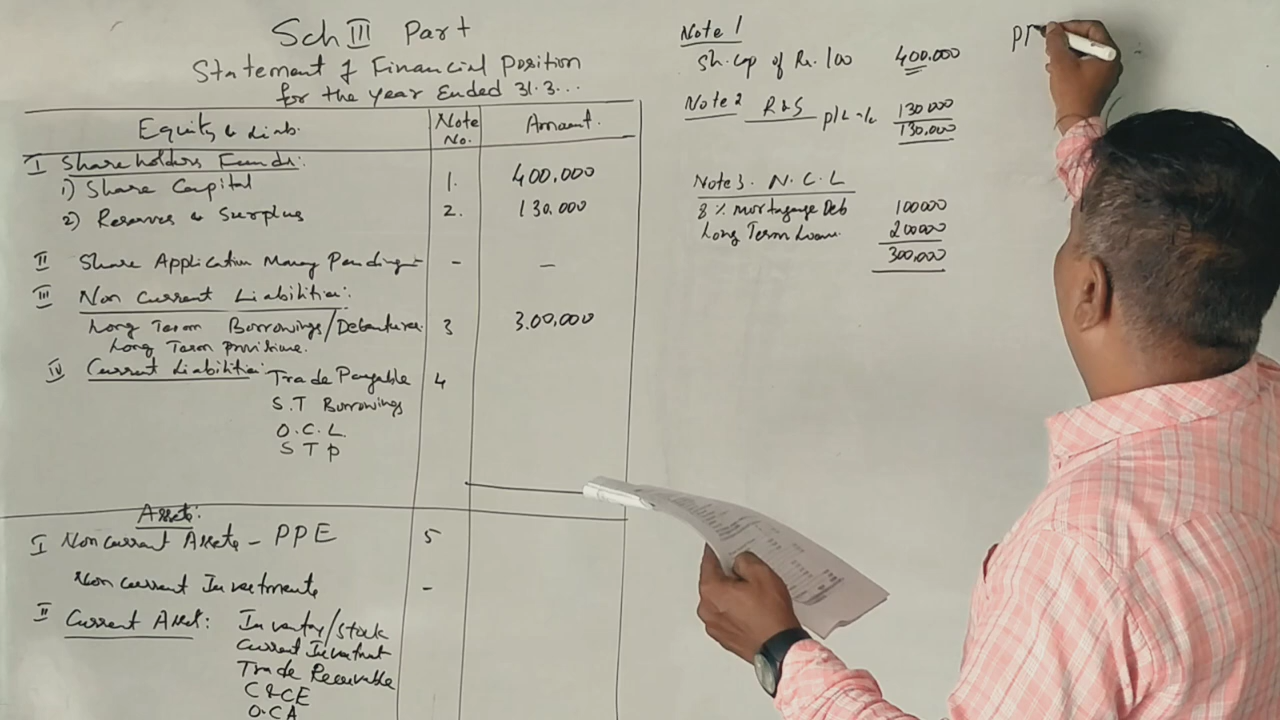 Sch III Part
Statement of Financial Position
for the year Ended 31.3...
Equity & Liab. Note No. Amount.
I Shareholders Funds:
1) Share Capital 1. 400,000
2) Reserves & Surplus 2. 130.000
II Share Application Money Pending - -
III Non Current Liabilities:
Long Term Borrowings/Debentures. 3 3.00,000
Long Term provisions.
IV Current Liabilities: Trade Payable 4
S.T Borrowings
O.C.L.
S T P
Assets:
I Non current Assets - PPE 5
Non current Investments -
II Current Asset: Inventory/Stock
Current Investment
Trade Receivable
C&CE
O.CA
Note 1
Sh. Cap of Rs. 100 400.000
Note 2 R&S P/L a/c 130000
130,000
Note 3. N.C.L
8% mortgage Deb 100000
Long Term Loans. 200000
300,000